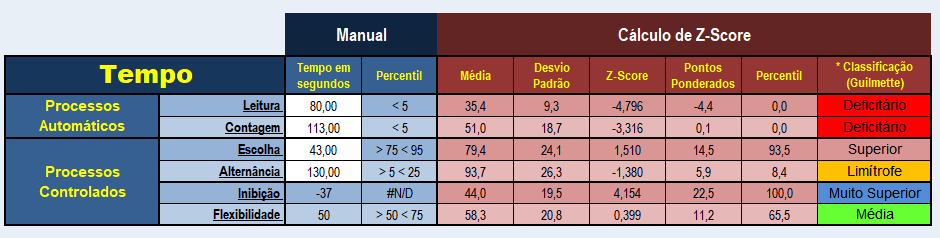 Manual Cálculo de Z-Score
Tempo Tempo em segundos Percentil Média Desvio Padrão Z-Score Pontos Ponderados Percentil * Classificação (Guilmette)
Processos Automáticos Leitura 80,00 < 5 35,4 9,3 -4,796 -4,4 0,0 Deficitário
Contagem 113,00 < 5 51,0 18,7 -3,316 0,1 0,0 Deficitário
Processos Controlados Escolha 43,00 > 75 < 95 79,4 24,1 1,510 14,5 93,5 Superior
Alternância 130,00 > 5 < 25 93,7 26,3 -1,380 5,9 8,4 Limítrofe
Inibição -37 #N/D 44,0 19,5 4,154 22,5 100,0 Muito Superior
Flexibilidade 50 > 50 < 75 58,3 20,8 0,399 11,2 65,5 Média